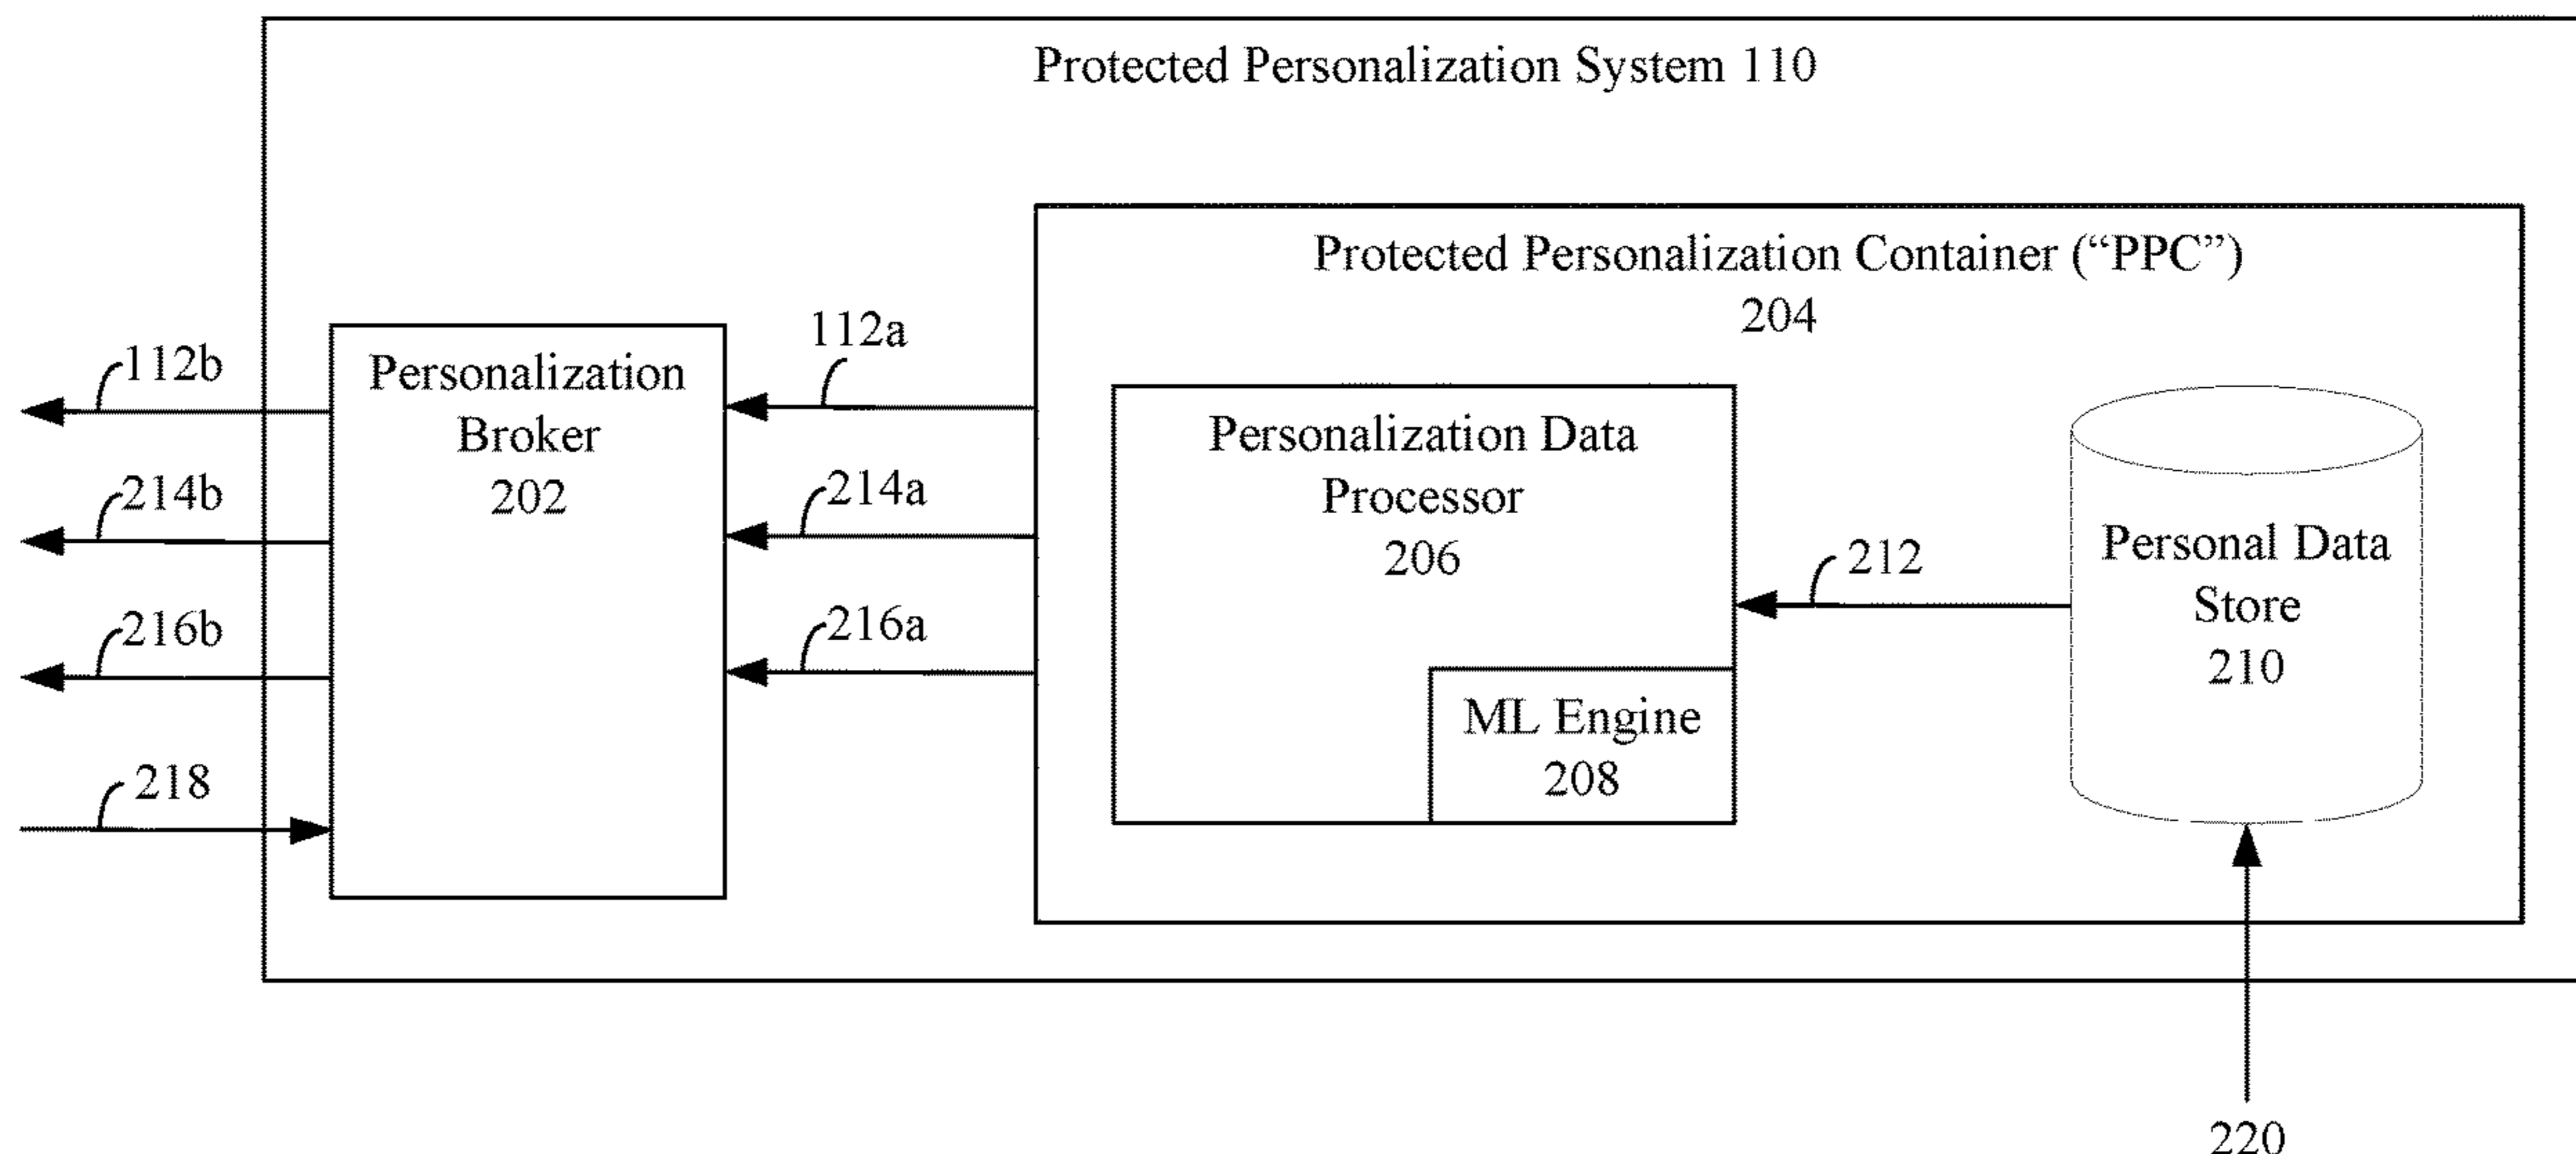 Protected Personalization System 110
Protected Personalization Container (“PPC”)
204
112b
214b
216b
218
Personalization
Broker
202
112a
214a
216a
Personalization Data
Processor
206
ML Engine
208
212
Personal Data
Store
210
220